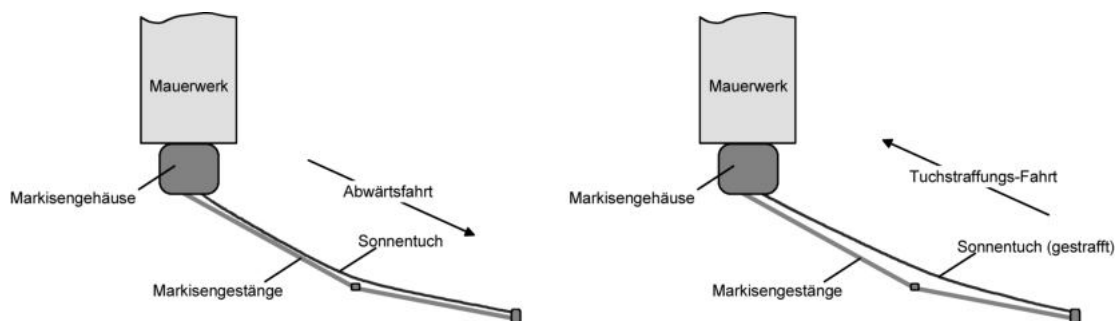 Mauerwerk
Markisengehäuse
Abwärtsfahrt
Sonnentuch
Markisengestänge
Mauerwerk
Markisengehäuse
Tuchstraffungs-Fahrt
Sonnentuch (gestrafft)
Markisengestänge